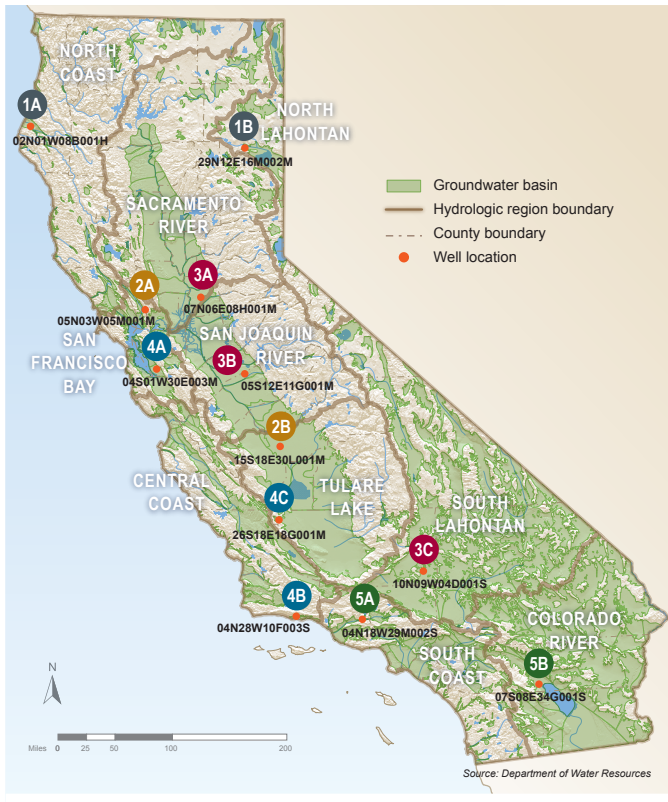 NORTH
COAST
1A
02N01W08B001H
NORTH
LAHONTAN
1B
29N12E16M002M
Groundwater basin
Hydrologic region boundary
County boundary
Well location
SACRAMENTO
RIVER
2A
05N03W05M001M
3A
07N06E08H001M
SAN
FRANCISCO
BAY
4A
04S01W30E003M
SAN JOAQUIN
RIVER
3B
05S12E11G001M
2B
15S18E30L001M
CENTRAL
COAST
4C
26S18E18G001M
TULARE
LAKE
SOUTH
LAHONTAN
3C
10N09W04D001S
4B
04N28W10F003S
5A
04N18W29M002S
SOUTH
COAST
COLORADO
RIVER
5B
07S08E34G001S
N
Miles 0 25 50 100 200
Source: Department of Water Resources